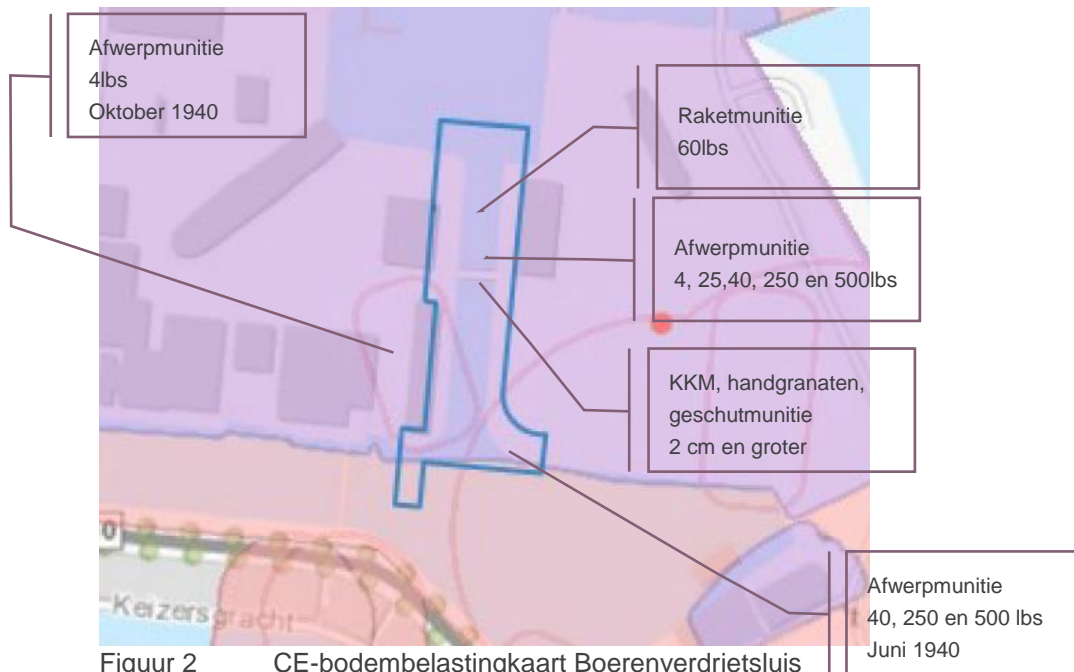 Afwerpmunitie
4lbs
Oktober 1940
Raketmunitie
60lbs
Afwerpmunitie
4, 25,40, 250 en 500lbs
KKM, handgranaten,
geschutmunitie
2 cm en groter
0
Keizersgracht
Afwerpmunitie
t 40, 250 en 500 lbs
Juni 1940
Figuur 2 CE-bodembelastingkaart Boerenverdrietsluis